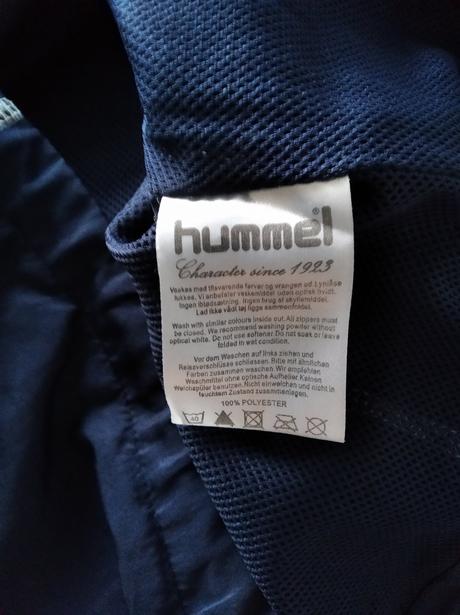 hummel®
Character since 1923
Vaskes med tilsvarende farver og vrangen ud. Lynlåse
lukkes. Vi anbefaler vaskemiddel uden optisk hvidt.
Ingen iblødsætning. Ingen brug af skyllemiddel.
Lad ikke vådt tøj ligge sammenfoldet.
Wash with similar colours inside out. All zippers must
be closed. We recommend washing powder without
optical white. Do not use softener. Do not soak or leave
folded in wet condition.
Vor dem Waschen auf links ziehen und
Reissverschlüsse schliessen. Bitte mit ähnlichen
Farben zusammen waschen. Wir empfehlen
Waschmittel ohne optische Aufheller. Keinen
Weichspüler benutzen. Nicht einweichen und nicht in
feuchtem Zustand zusammenlegen.
100% POLYESTER
40